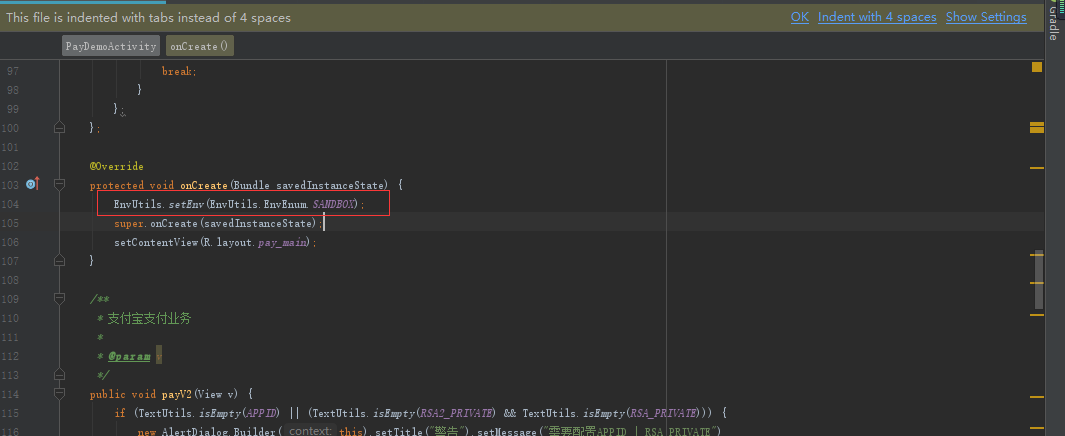 This file is indented with tabs instead of 4 spaces OK Indent with 4 spaces Show Settings
Gradle
PayDemoActivity onCreate()
97 break;
98 }
99 };
100 };
101
102 @Override
103 protected void onCreate(Bundle savedInstanceState) {
104 EnvUtils.setEnv(EnvUtils.EnvEnum.SANDBOX);
105 super.onCreate(savedInstanceState);
106 setContentView(R.layout.pay_main);
107 }
108
109 /**
110 * 支付宝支付业务
111 *
112 * @param v
113 */
114 public void payV2(View v) {
115 if (TextUtils.isEmpty(APPID) || (TextUtils.isEmpty(RSA2_PRIVATE) && TextUtils.isEmpty(RSA_PRIVATE))) {
116 new AlertDialog.Builder( context: this).setTitle("警告").setMessage("需要配置APPID | RSA_PRIVATE")